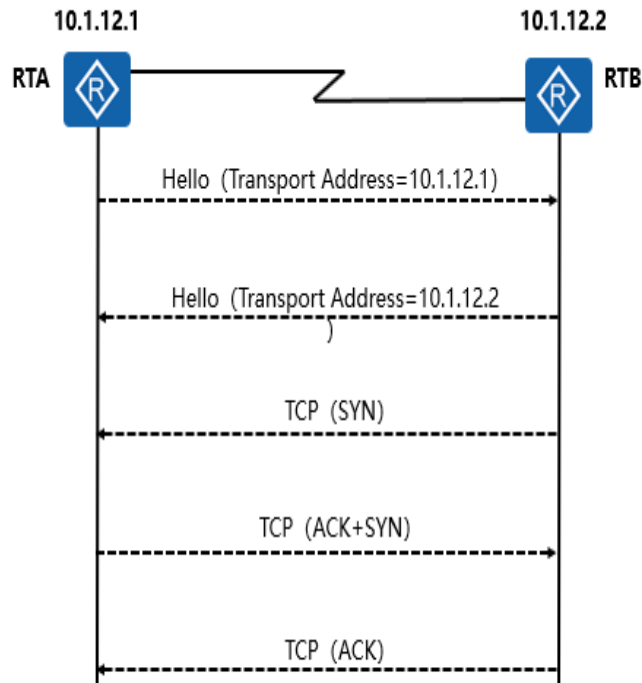 10.1.12.1
10.1.12.2
RTA
R
R
RTB
Hello (Transport Address=10.1.12.1)
Hello (Transport Address=10.1.12.2
)
TCP (SYN)
TCP (ACK+SYN)
TCP (ACK)